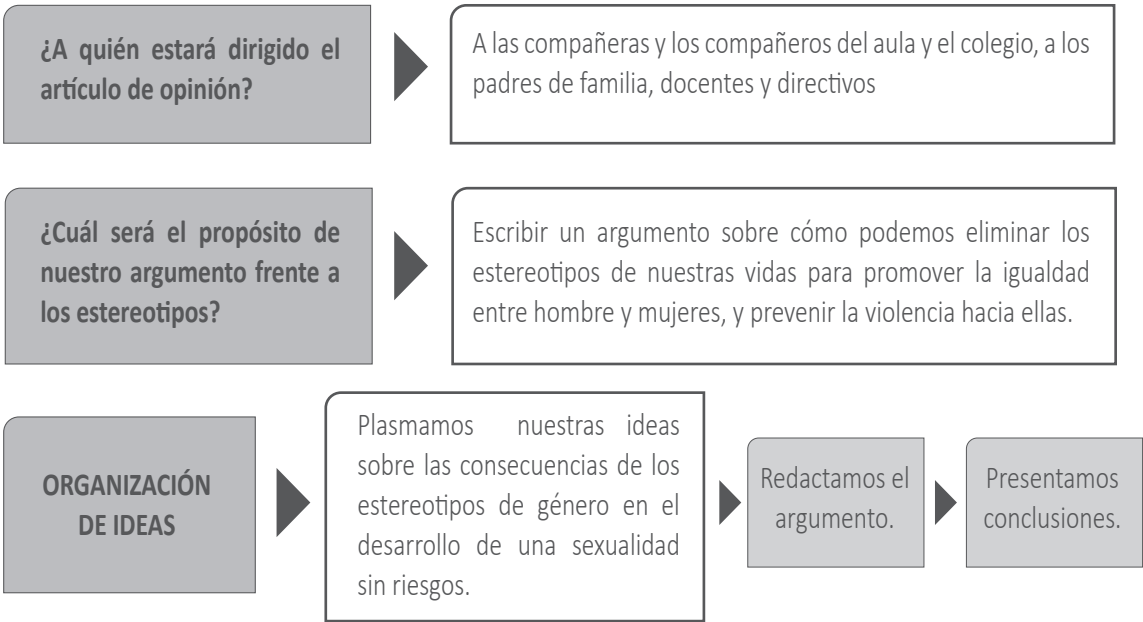 ¿A quién estará dirigido el
artículo de opinión?
A las compañeras y los compañeros del aula y el colegio, a los
padres de familia, docentes y directivos
¿Cuál será el propósito de
nuestro argumento frente a
los estereotipos?
Escribir un argumento sobre cómo podemos eliminar los
estereotipos de nuestras vidas para promover la igualdad
entre hombre y mujeres, y prevenir la violencia hacia ellas.
ORGANIZACIÓN
DE IDEAS
Plasmamos nuestras ideas
sobre las consecuencias de los
estereotipos de género en el
desarrollo de una sexualidad
sin riesgos.
Redactamos el
argumento.
Presentamos
conclusiones.